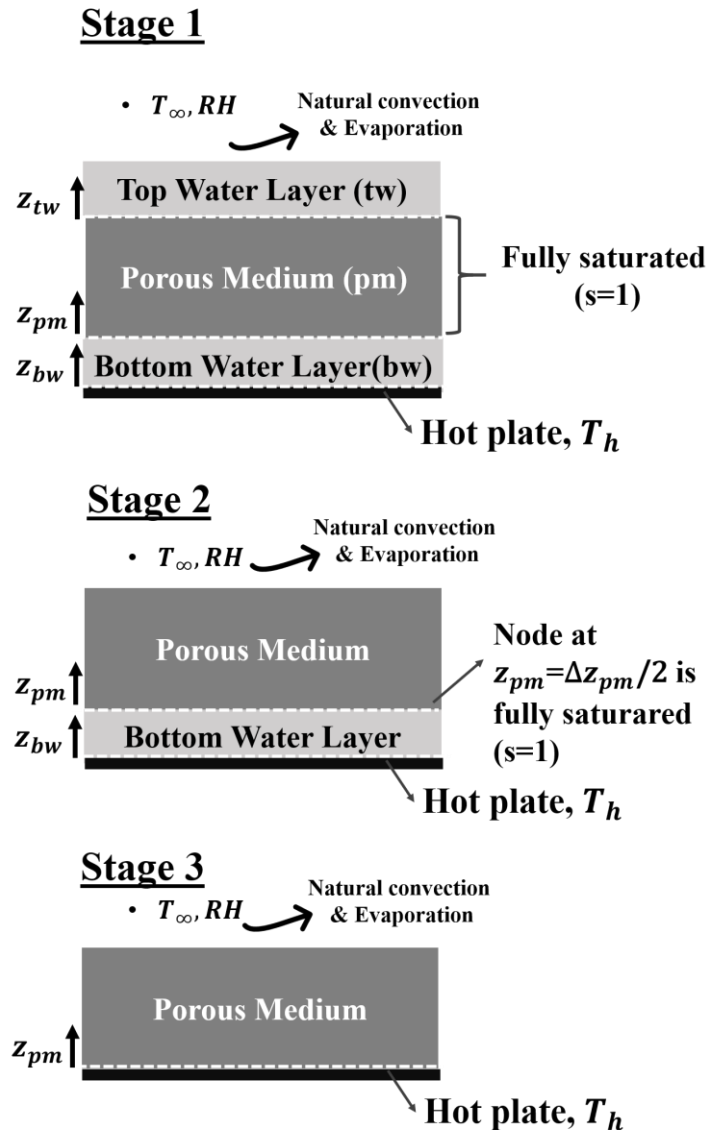 Stage 1
• T∞, RH
Natural convection
& Evaporation
z_tw
Top Water Layer (tw)
Porous Medium (pm)
Fully saturated
(s=1)
z_pm
z_bw
Bottom Water Layer(bw)
Hot plate, T_h
Stage 2
Natural convection
& Evaporation
• T∞, RH
Porous Medium
Node at
z_pm=Δz_pm/2 is
fully saturared
(s=1)
z_pm
z_bw
Bottom Water Layer
Hot plate, T_h
Stage 3
Natural convection
& Evaporation
• T∞, RH
Porous Medium
z_pm
Hot plate, T_h